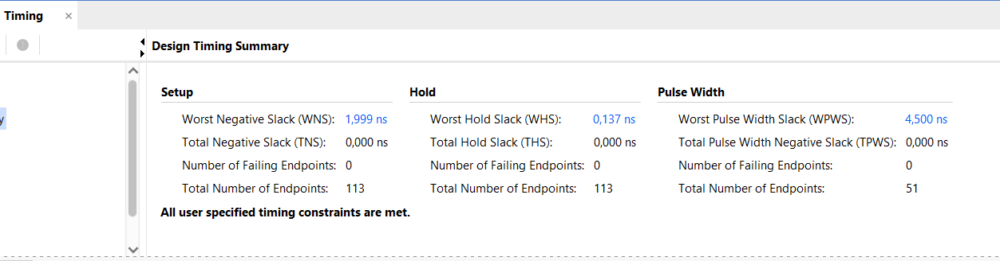 Timing
Design Timing Summary
Setup Hold Pulse Width
Worst Negative Slack (WNS): 1,999 ns Worst Hold Slack (WHS): 0,137 ns Worst Pulse Width Slack (WPWS): 4,500 ns
Total Negative Slack (TNS): 0,000 ns Total Hold Slack (THS): 0,000 ns Total Pulse Width Negative Slack (TPWS): 0,000 ns
Number of Failing Endpoints: 0 Number of Failing Endpoints: 0 Number of Failing Endpoints: 0
Total Number of Endpoints: 113 Total Number of Endpoints: 113 Total Number of Endpoints: 51
All user specified timing constraints are met.